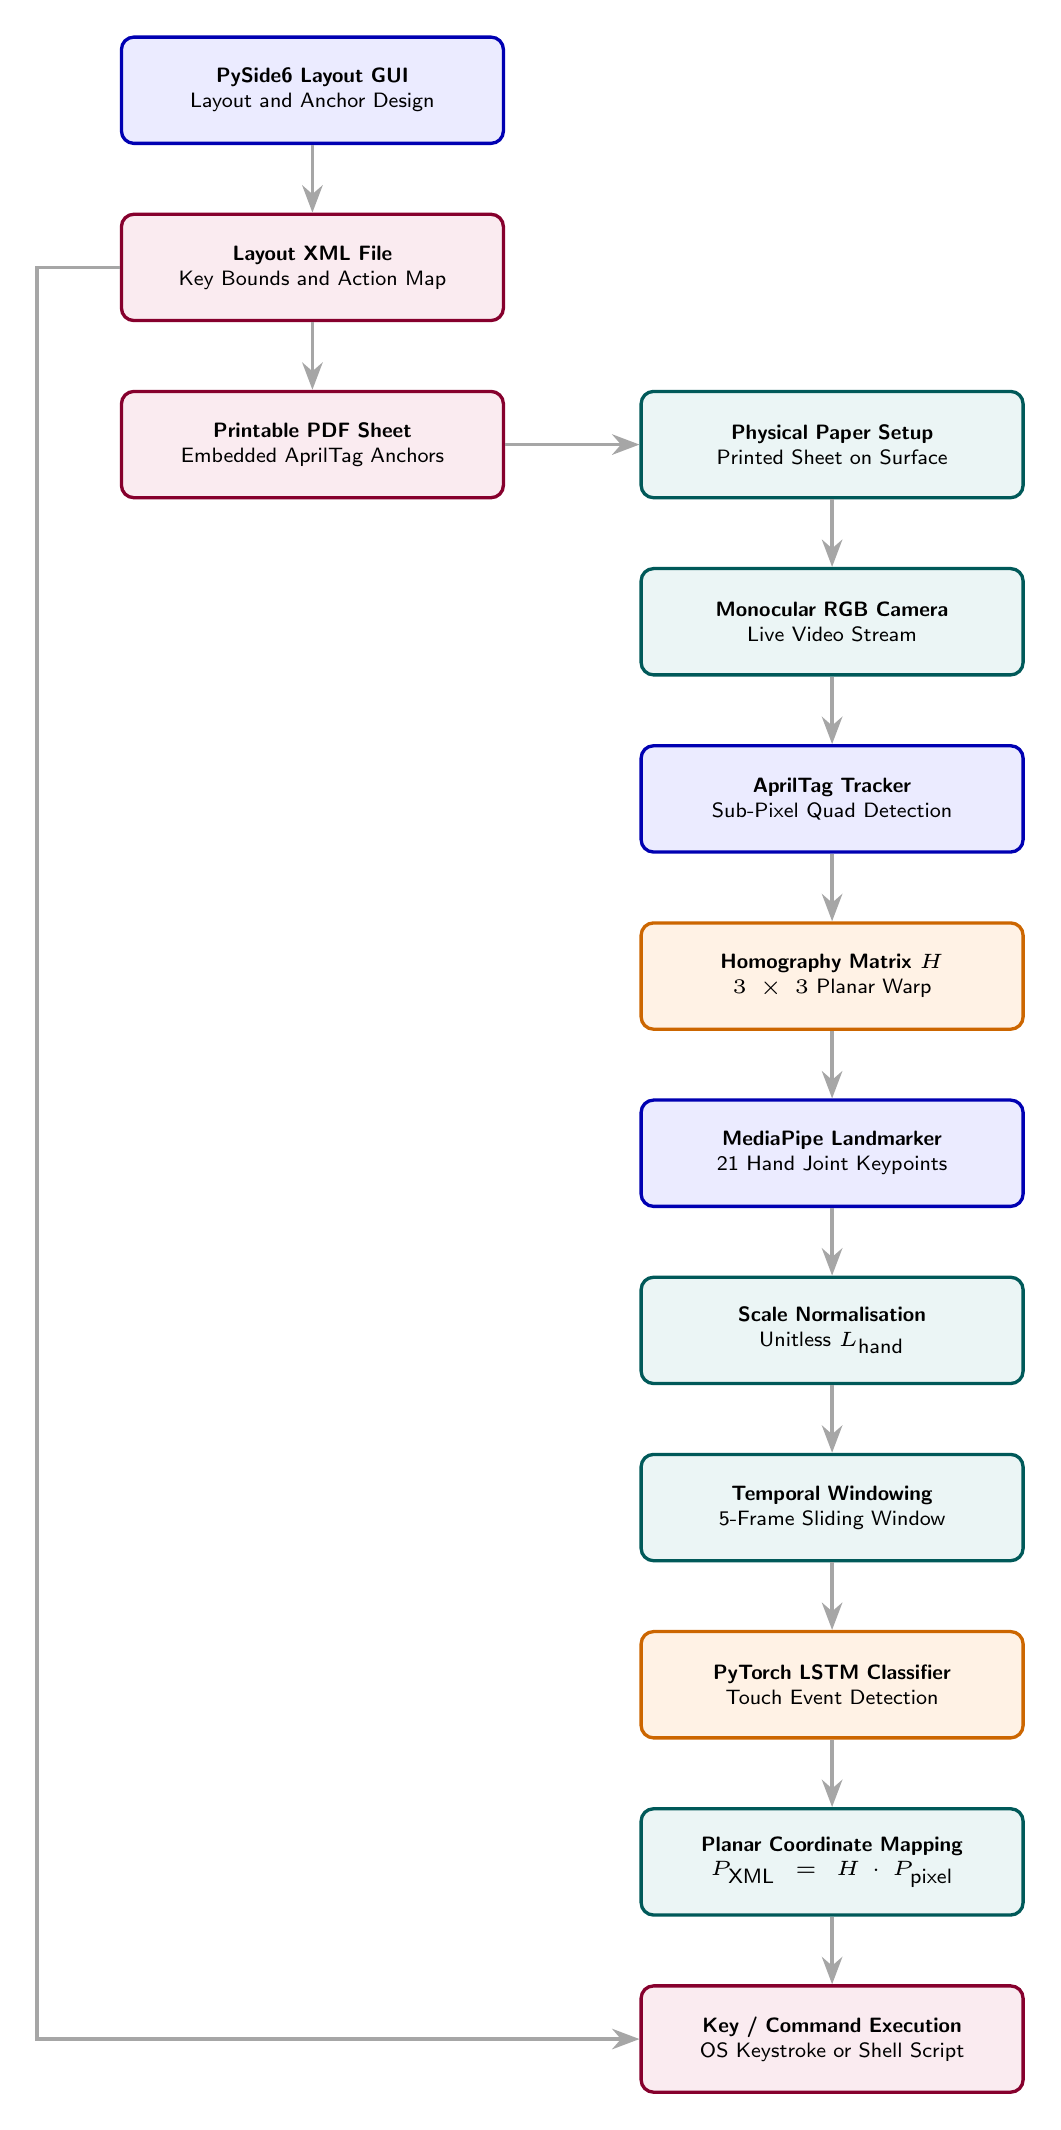 PySide6 Layout GUI
Layout and Anchor Design
Layout XML File
Key Bounds and Action Map
Printable PDF Sheet
Embedded AprilTag Anchors
Physical Paper Setup
Printed Sheet on Surface
Monocular RGB Camera
Live Video Stream
AprilTag Tracker
Sub-Pixel Quad Detection
Homography Matrix H
3 × 3 Planar Warp
MediaPipe Landmarker
21 Hand Joint Keypoints
Scale Normalisation
Unitless L_hand
Temporal Windowing
5-Frame Sliding Window
PyTorch LSTM Classifier
Touch Event Detection
Planar Coordinate Mapping
P_XML = H · P_pixel
Key / Command Execution
OS Keystroke or Shell Script